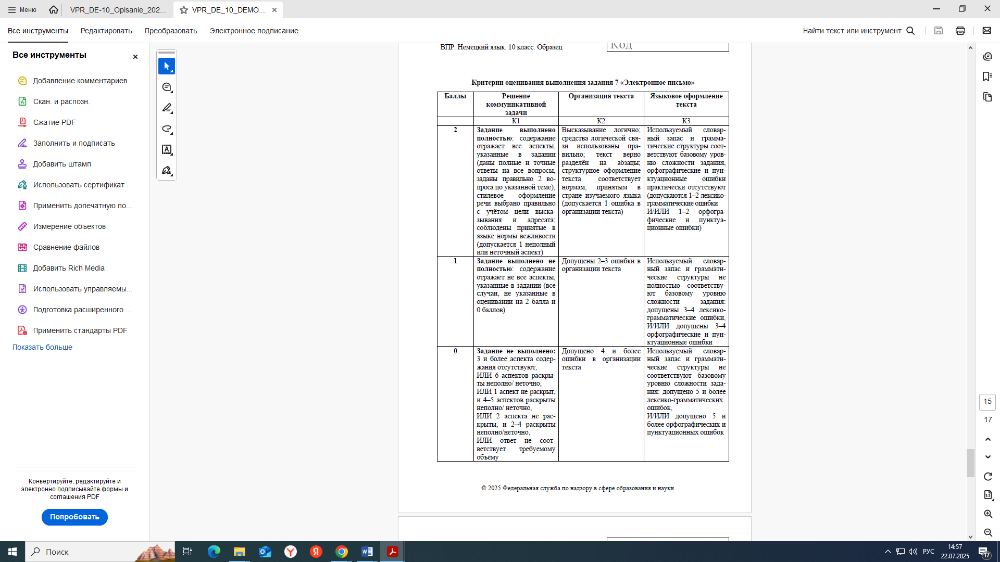 Меню
VPR_DE-10_Opisanie_202...
VPR_DE_10_DEMO...
Все инструменты
Редактировать
Преобразовать
Электронное подписание
Найти текст или инструмент
Все инструменты
Добавление комментариев
Скан. и распозн.
Сжатие PDF
Заполнить и подписать
Добавить штамп
Использовать сертификат
Применить допечатную по...
Измерение объектов
Сравнение файлов
Добавить Rich Media
Использовать управляемы...
Подготовка расширенного ...
Применить стандарты PDF
Показать больше
Конвертируйте, редактируйте и
электронно подписывайте формы и
соглашения PDF
Попробовать
ВПР. Немецкий язык. 10 класс. Образец
Код
Критерии оценивания выполнения задания 7 «Электронное письмо»
Баллы
Решение
коммуникативной
задачи
Организация текста
Языковое оформление
текста
К1
К2
К3
2
Задание выполнено
полностью: содержание
отражает все аспекты,
указанные в задании
(даны полные и точные
ответы на все вопросы,
заданы правильно 2 во-
проса по указанной теме);
стилевое оформление
речи выбрано правильно
с учётом цели выска-
зывания и адресата;
соблюдены принятые в
языке нормы вежливости
(допускается 1 неполный
или неточный аспект)
Высказывание логично;
средства логической свя-
зи использованы пра-
вильно; текст верно
разделён на абзацы;
структурное оформление
текста соответствует
нормам, принятым в
стране изучаемого языка
(допускается 1 ошибка в
организации текста)
Используемый словар-
ный запас и грамма-
тические структуры соот-
ветствуют базовому уров-
ню сложности задания,
орфографические и пун-
ктуационные ошибки
практически отсутствуют
(допускаются 1–2 лексико-
грамматические ошибки
И/ИЛИ 1–2 орфогра-
фические и пунктуа-
ционные ошибки)
1
Задание выполнено не
полностью: содержание
отражает не все аспекты,
указанные в задании (все
случаи, не указанные в
оценивании на 2 балла и
0 баллов)
Допущены 2–3 ошибки в
организации текста
Используемый словар-
ный запас и граммати-
ческие структуры не
полностью соответству-
ют базовому уровню
сложности задания:
допущены 3–4 лексико-
грамматические ошибки,
И/ИЛИ допущены 3–4
орфографические и пун-
ктуационные ошибки
0
Задание не выполнено:
3 и более аспекта содер-
жания отсутствуют,
ИЛИ 6 аспектов раскры-
ты неполно/ неточно,
ИЛИ 1 аспект не раскрыт,
и 4–5 аспектов раскрыты
неполно/ неточно,
ИЛИ 2 аспекта не рас-
крыты, и 2–4 раскрыты
неполно/неточно,
ИЛИ ответ не соот-
ветствует требуемому
объёму
Допущено 4 и более
ошибки в организации
текста
Используемый словар-
ный запас и граммати-
ческие структуры не
соответствуют базовому
уровню сложности зада-
ния: допущено 5 и более
лексико-грамматических
ошибок,
И/ИЛИ допущено 5 и
более орфографических и
пунктуационных ошибок
© 2025 Федеральная служба по надзору в сфере образования и науки
15
17
Поиск
РУС
14:57
22.07.2025
17